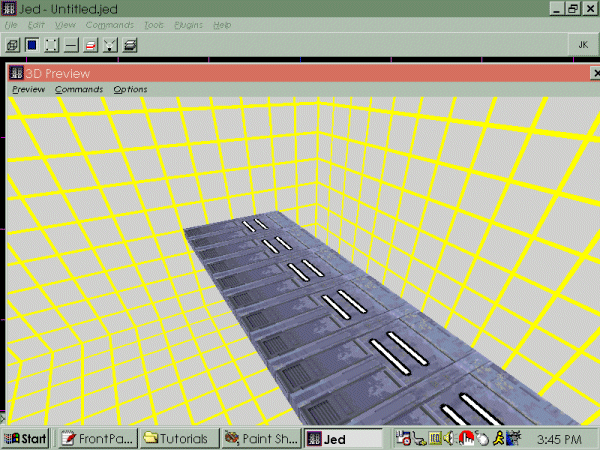 Jed - Untitled.jed
File Edit View Commands Tools Plugins Help
JK
3D Preview
Preview Commands Options
Start FrontPa... Tutorials Paint Sh... Jed 3:45 PM